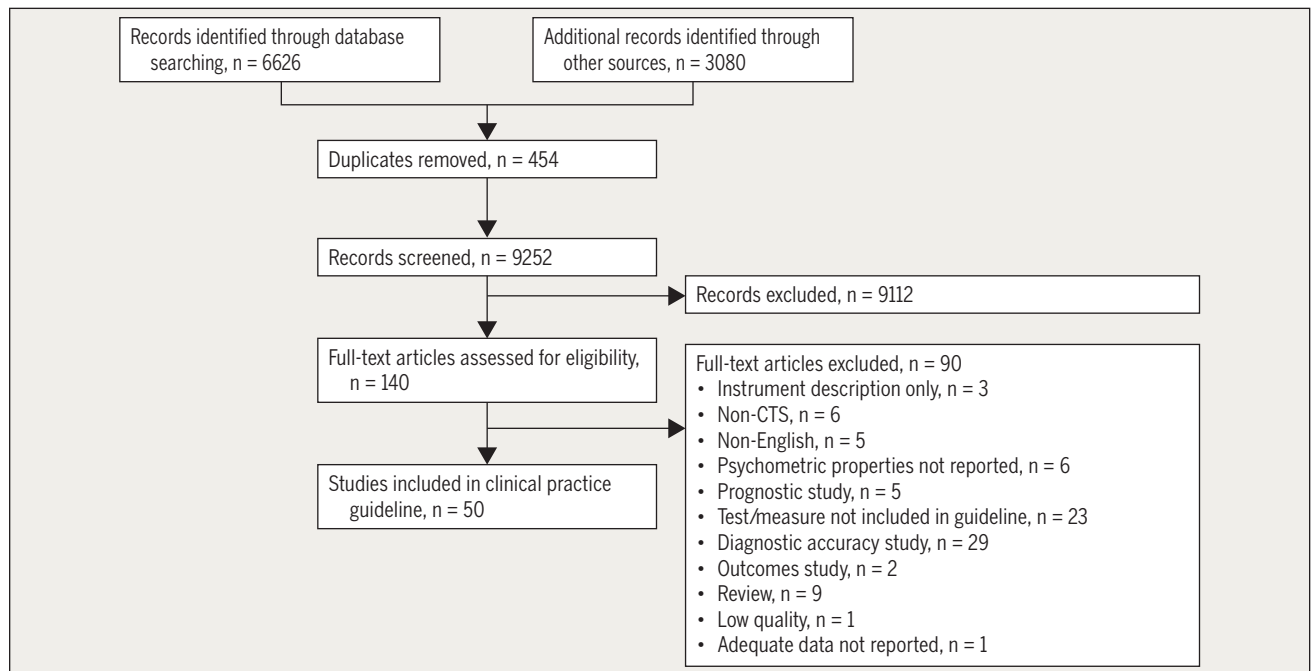 Records identified through database
searching, n = 6626
Additional records identified through
other sources, n = 3080
Duplicates removed, n = 454
Records screened, n = 9252
Records excluded, n = 9112
Full-text articles assessed for eligibility,
n = 140
Full-text articles excluded, n = 90
• Instrument description only, n = 3
• Non-CTS, n = 6
• Non-English, n = 5
• Psychometric properties not reported, n = 6
• Prognostic study, n = 5
• Test/measure not included in guideline, n = 23
• Diagnostic accuracy study, n = 29
• Outcomes study, n = 2
• Review, n = 9
• Low quality, n = 1
• Adequate data not reported, n = 1
Studies included in clinical practice
guideline, n = 50